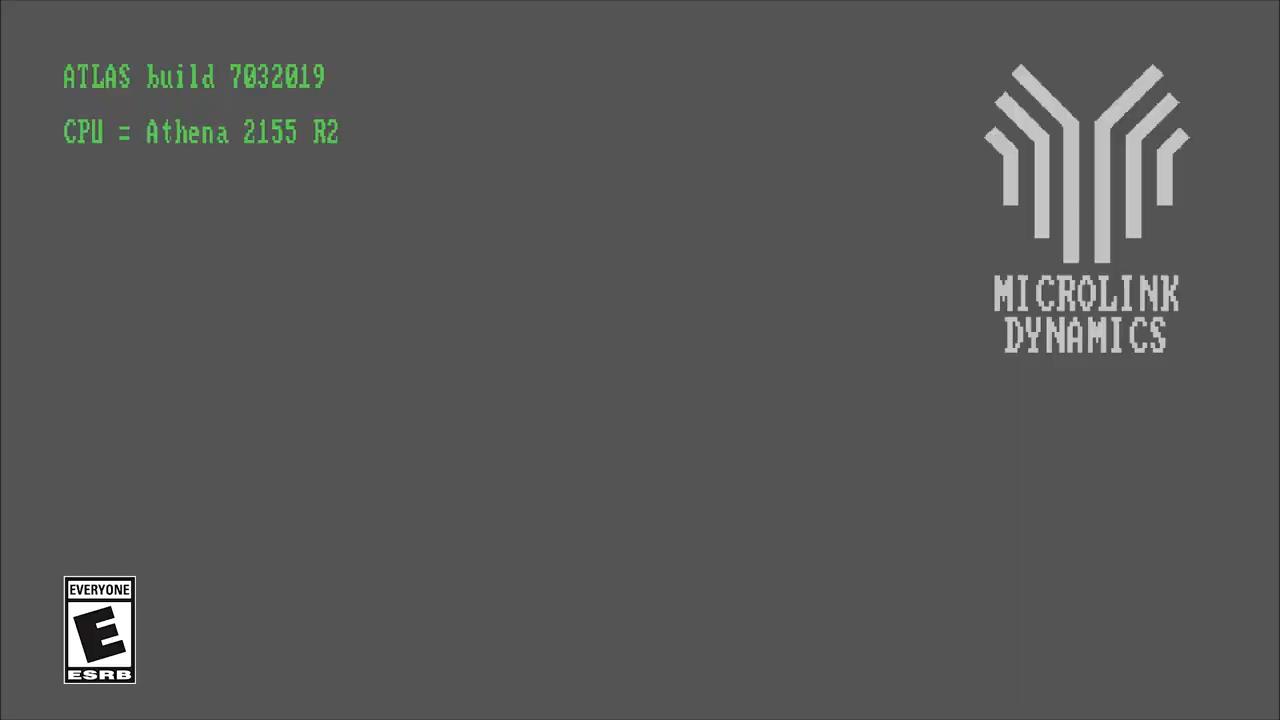 ATLAS build 7032019
CPU = Athena 2155 R2
MICROLINK
DYNAMICS
EVERYONE
E
ESRB